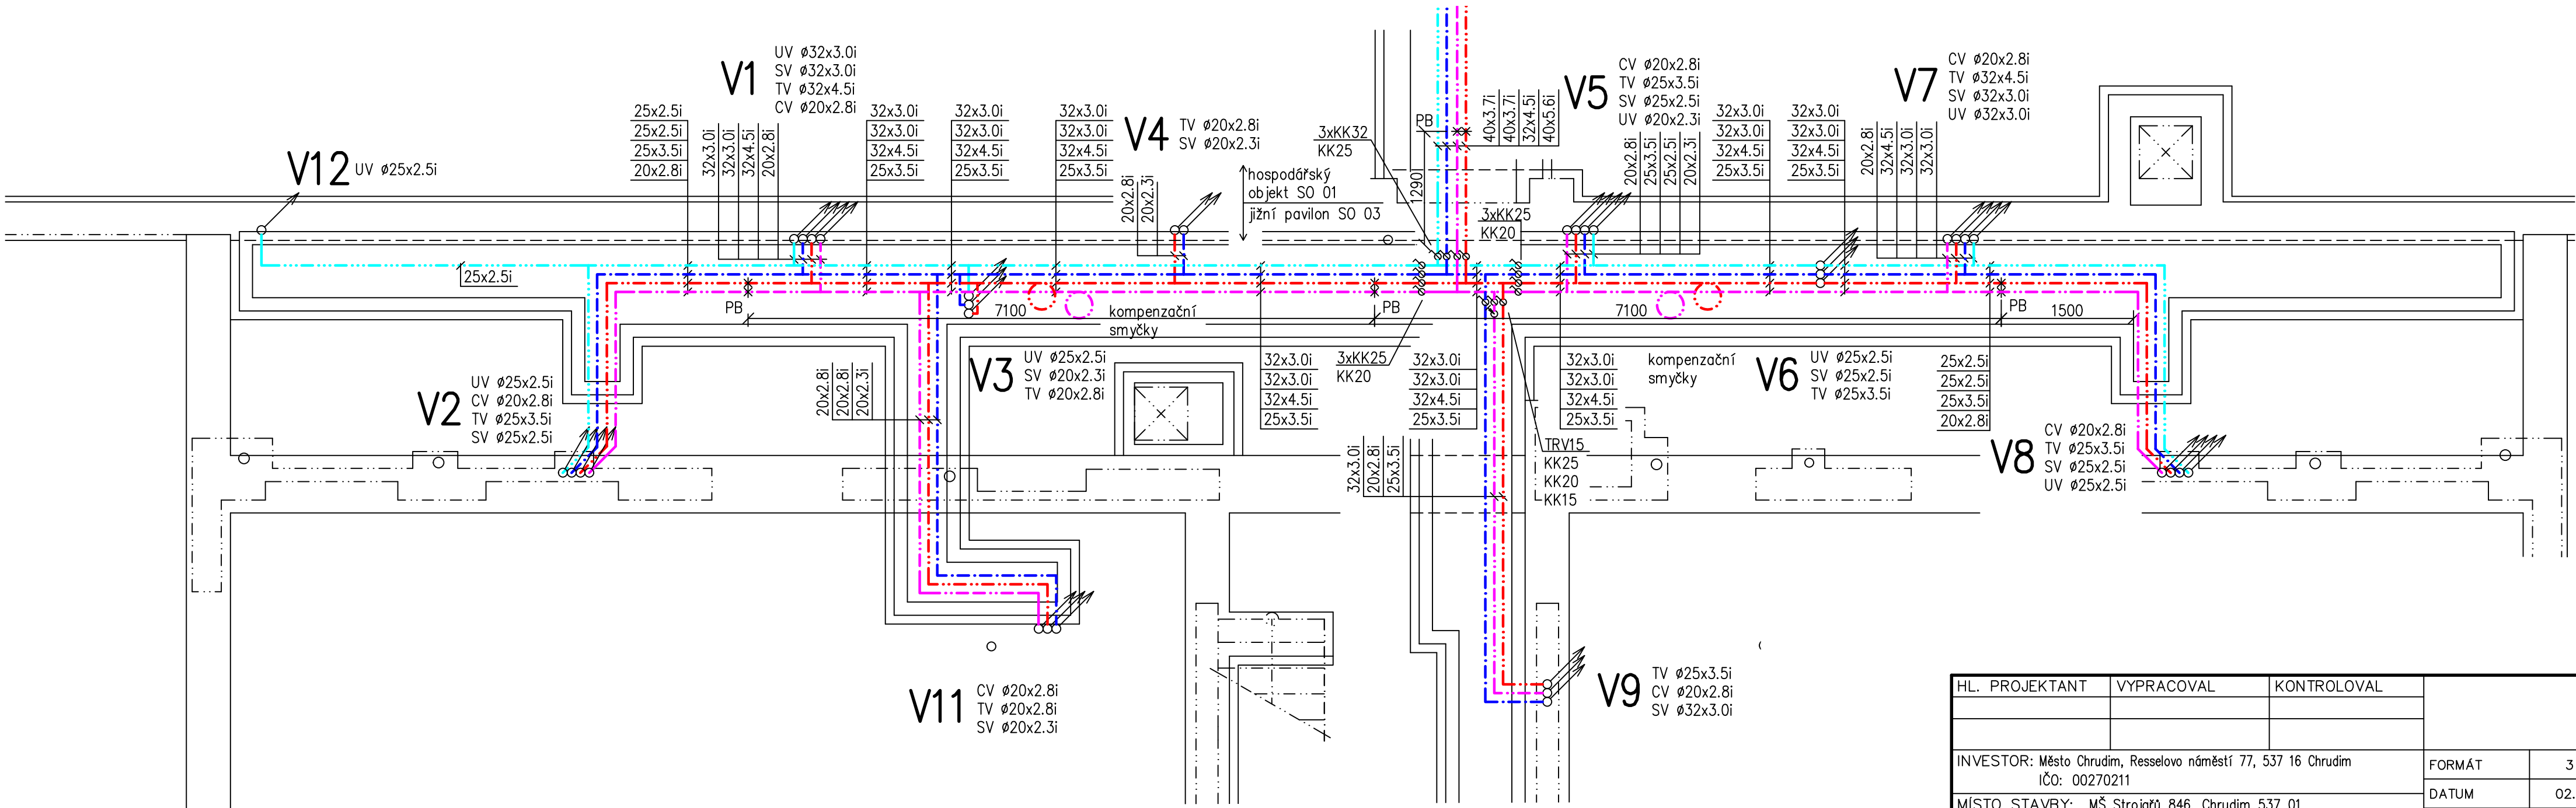 V12 UV ø25x2.5i
25x2.5i
25x2.5i
25x2.5i
25x3.5i
20x2.8i
V1
UV ø32x3.0i
SV ø32x3.0i
TV ø32x4.5i
CV ø20x2.8i
32x3.0i
32x3.0i
32x4.5i
20x2.8i
32x3.0i
32x3.0i
32x4.5i
25x3.5i
32x3.0i
32x3.0i
32x4.5i
25x3.5i
32x3.0i
32x3.0i
32x4.5i
25x3.5i
V4
TV ø20x2.8i
SV ø20x2.3i
20x2.8i
20x2.3i
hospodářský
objekt SO 01
jižní pavilon SO 03
3xKK32
KK25
PB
1290
40x3.7i
40x3.7i
32x4.5i
40x5.6i
3xKK25
KK20
V5
CV ø20x2.8i
TV ø25x3.5i
SV ø25x2.5i
UV ø20x2.3i
20x2.8i
25x3.5i
25x2.5i
20x2.3i
32x3.0i
32x3.0i
32x4.5i
25x3.5i
32x3.0i
32x3.0i
32x4.5i
25x3.5i
V7
CV ø20x2.8i
TV ø32x4.5i
SV ø32x3.0i
UV ø32x3.0i
20x2.8i
32x4.5i
32x3.0i
32x3.0i
PB
7100
kompenzační
smyčky
PB
7100
PB
1500
V2
UV ø25x2.5i
CV ø20x2.8i
TV ø25x3.5i
SV ø25x2.5i
20x2.8i
20x2.8i
20x2.3i
V3
UV ø25x2.5i
SV ø20x2.3i
TV ø20x2.8i
32x3.0i
32x3.0i
32x4.5i
25x3.5i
3xKK25
KK20
32x3.0i
32x3.0i
32x4.5i
25x3.5i
32x3.0i
32x3.0i
32x4.5i
25x3.5i
kompenzační
smyčky
V6
UV ø25x2.5i
SV ø25x2.5i
TV ø25x3.5i
25x2.5i
25x2.5i
25x3.5i
20x2.8i
32x3.0i
20x2.8i
25x3.5i
TRV15
KK25
KK20
KK15
V8
CV ø20x2.8i
TV ø25x3.5i
SV ø25x2.5i
UV ø25x2.5i
V11
CV ø20x2.8i
TV ø20x2.8i
SV ø20x2.3i
V9
TV ø25x3.5i
CV ø20x2.8i
SV ø32x3.0i
HL. PROJEKTANT VYPRACOVAL KONTROLOVAL
INVESTOR: Město Chrudim, Resselovo náměstí 77, 537 16 Chrudim
IČO: 00270211
FORMÁT 3
DATUM 02.
MÍSTO STAVBY: MŠ Strojařů 846, Chrudim 537 01